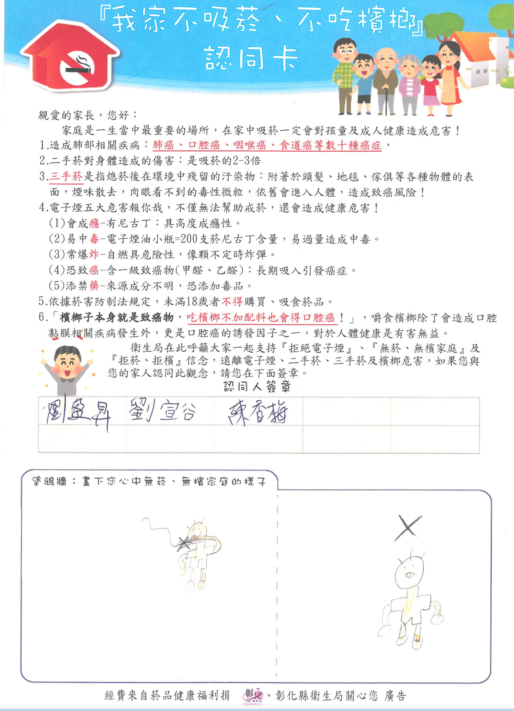 『我家不吸菸、不吃檳榔』
認同卡
親愛的家長，您好：
家庭是一生當中最重要的場所，在家中吸菸一定會對孩童及成人健康造成危害！
1.造成肺部相關疾病：肺癌、口腔癌、咽喉癌、食道癌等數十種癌症，
2.二手菸對身體造成的傷害：是吸菸的2-3倍
3.三手菸是指熄菸後在環境中殘留的汙染物：附著於頭髮、地毯、傢俱等各種物體的表
面，煙味散去，肉眼看不到的毒性微粒，依舊會進入人體，造成致癌風險！
4.電子煙五大危害報你哉，不僅無法幫助戒菸，還會造成健康危害！
(1)會成癮-有尼古丁：具高度成癮性。
(2)易中毒-電子煙油小瓶=200支菸尼古丁含量，易過量造成中毒。
(3)常爆炸-自燃具危險性，像顆不定時炸彈。
(4)恐致癌-含一級致癌物(甲醛、乙醛)：長期吸入引發癌症。
(5)添禁藥-來源成分不明，恐添加毒品。
5.依據菸害防制法規定，未滿18歲者不得購買、吸食菸品。
6.「檳榔子本身就是致癌物，吃檳榔不加配料也會得口腔癌！」，嚼食檳榔除了會造成口腔
黏膜相關疾病發生外，更是口腔癌的誘發因子之一，對於人體健康是有害無益。
衛生局在此呼籲大家一起支持『拒絕電子煙』、『無菸、無檳家庭』及
『拒菸、拒檳』信念，遠離電子煙、二手菸、三手菸及檳榔危害，如果您與
您的家人認同此觀念，請您在下面簽章。
認同人簽章
劉宣谷 陳香梅
塗鴉牆：畫下您心中無菸、無檳家庭的樣子
經費來自菸品健康福利捐 、彰化縣衛生局關心您 廣告